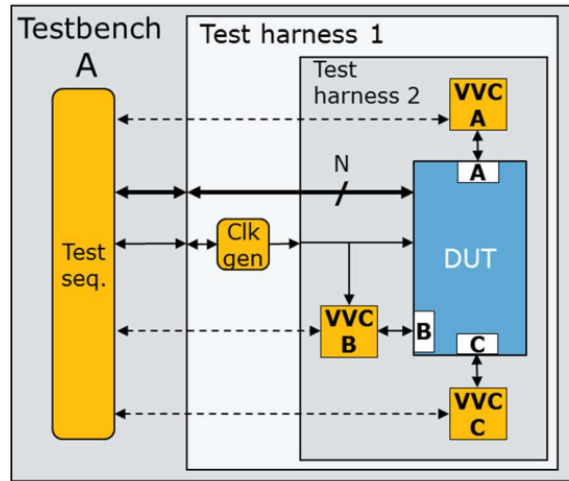 Testbench
A
Test harness 1
Test
harness 2
VVC
A
A
N
Clk
gen
Test
seq.
DUT
VVC
B
B
C
VVC
C